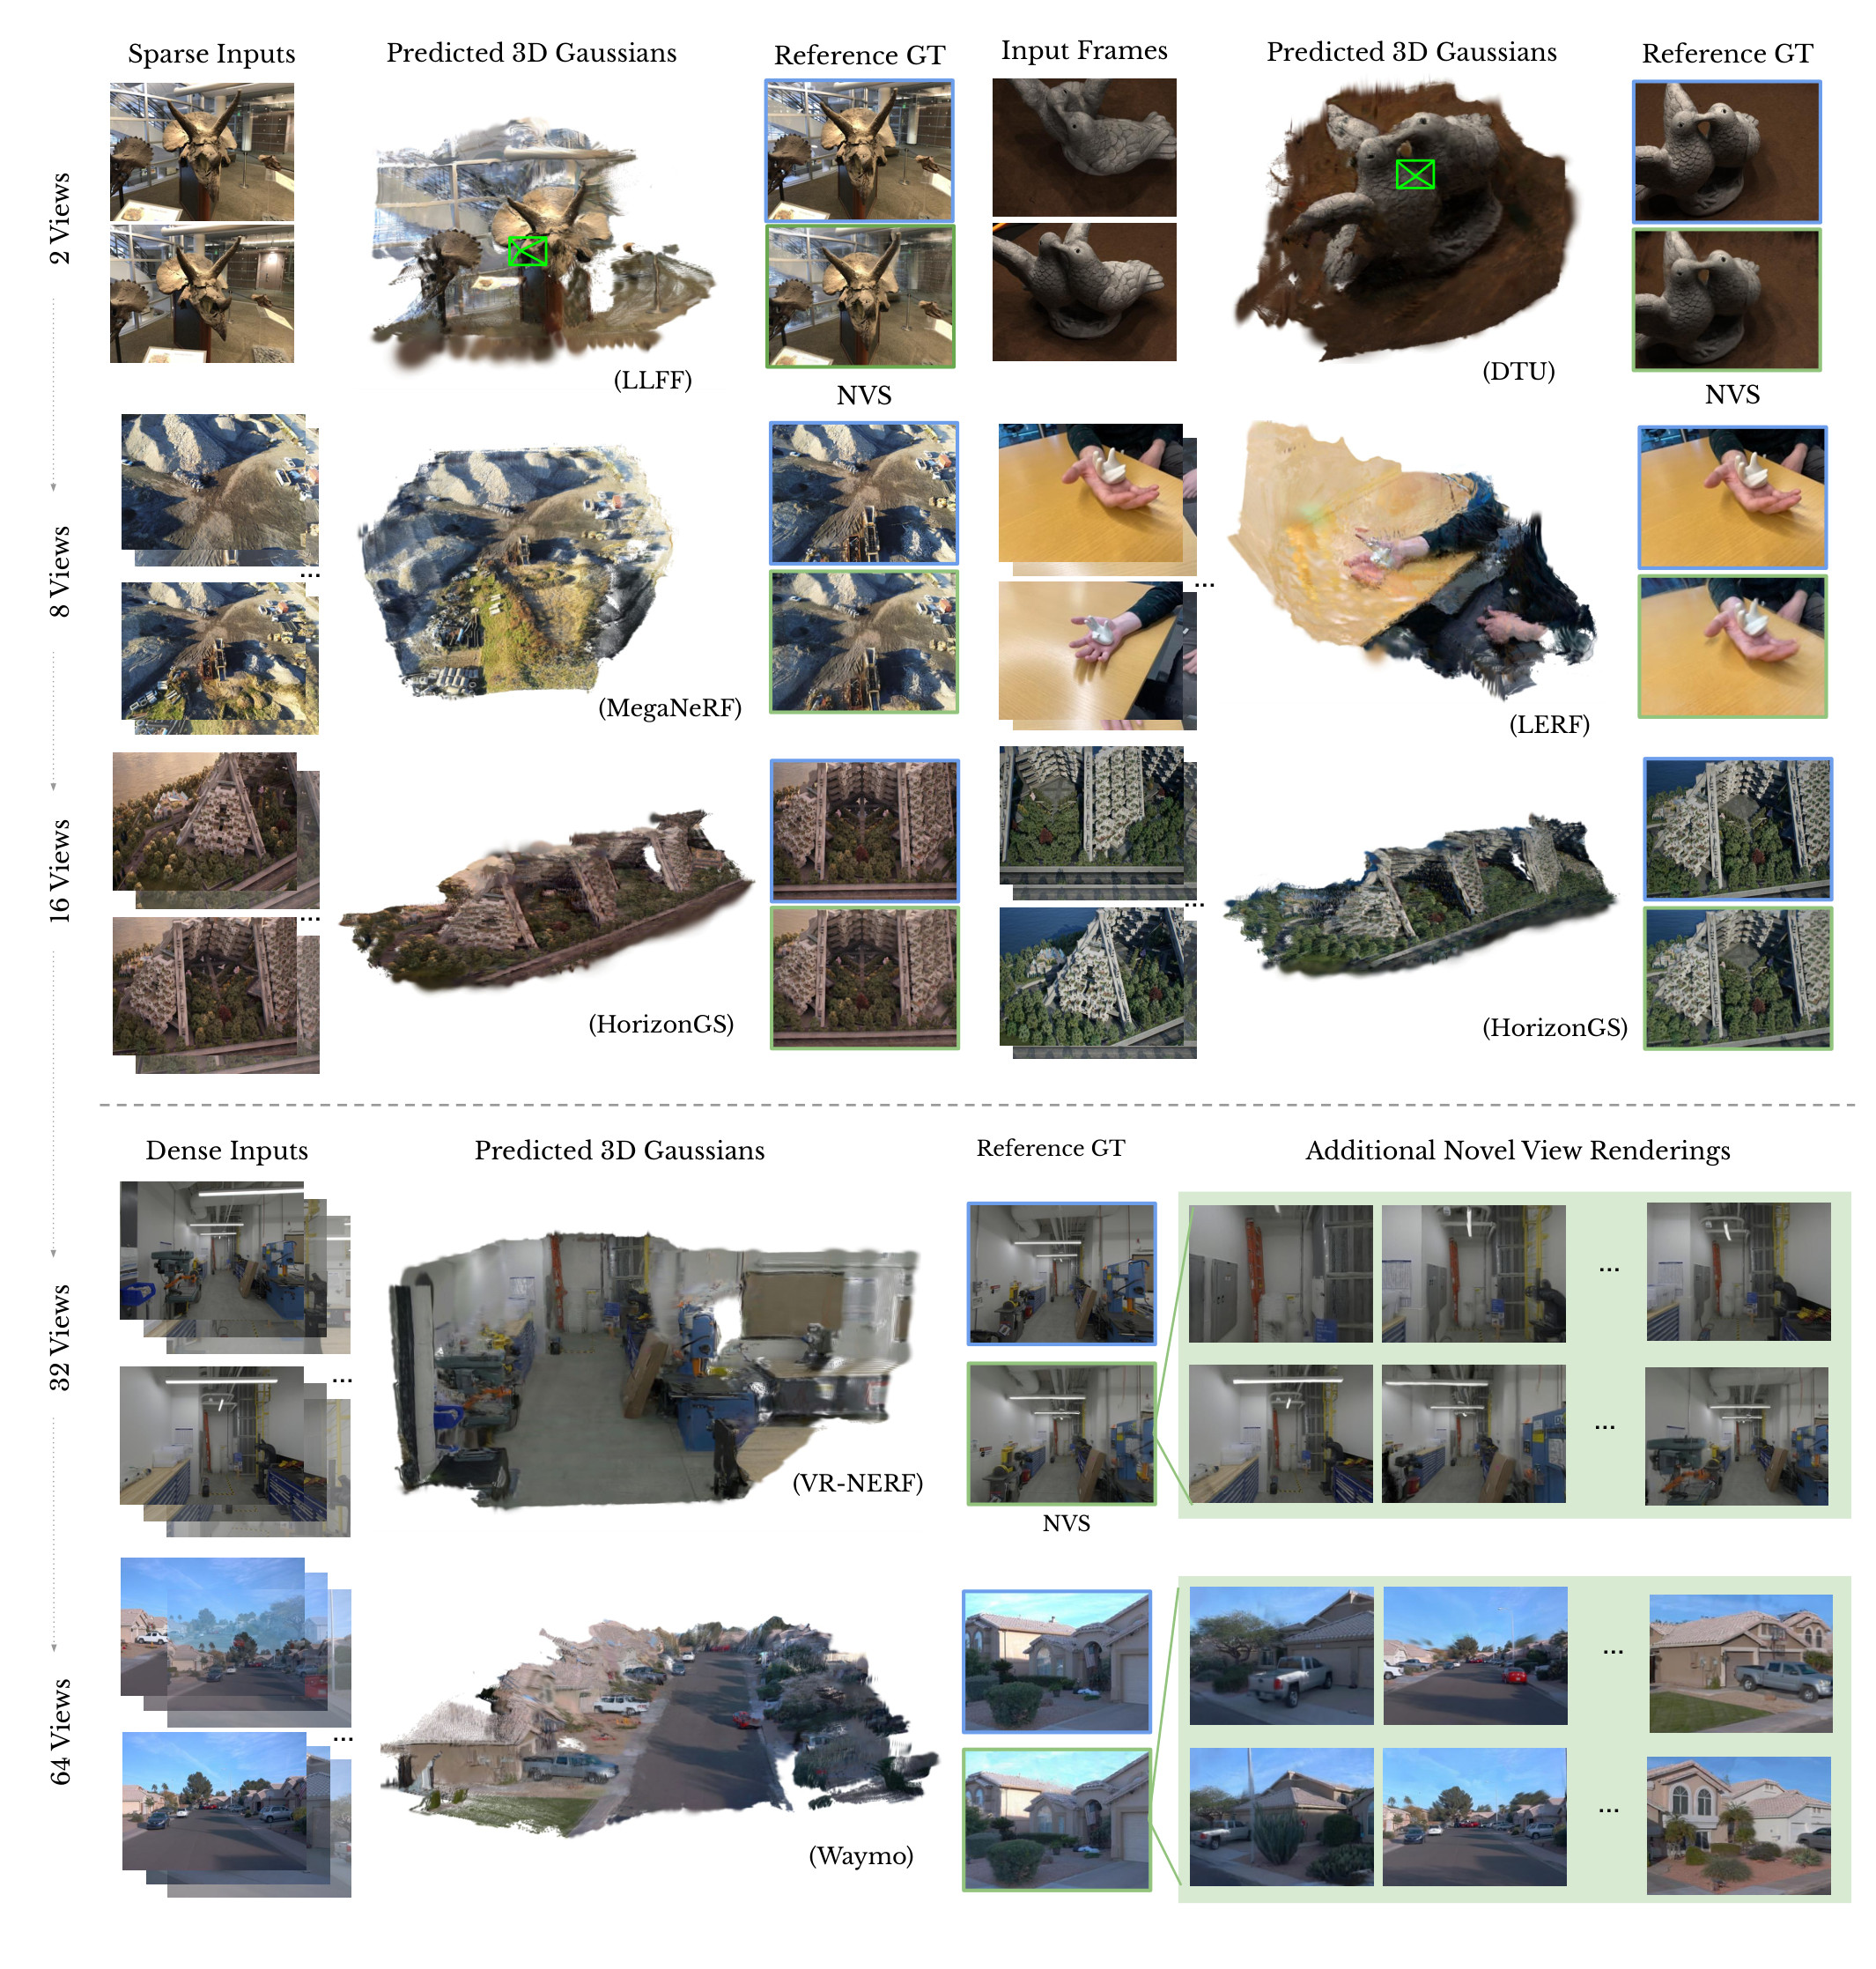 Sparse Inputs
Predicted 3D Gaussians
Reference GT
Input Frames
Predicted 3D Gaussians
Reference GT
2 Views
(LLFF)
NVS
(DTU)
NVS
8 Views
...
(MegaNeRF)
...
(LERF)
16 Views
...
(HorizonGS)
...
(HorizonGS)
Dense Inputs
Predicted 3D Gaussians
Reference GT
Additional Novel View Renderings
32 Views
...
(VR-NERF)
NVS
...
...
64 Views
...
(Waymo)
...
...